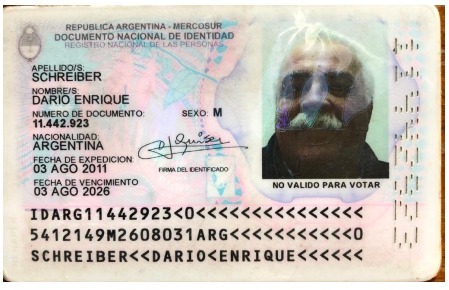 REPUBLICA ARGENTINA - MERCOSUR
DOCUMENTO NACIONAL DE IDENTIDAD
REGISTRO NACIONAL DE LAS PERSONAS
APELLIDO/S:
SCHREIBER
NOMBRE/S:
DARIO ENRIQUE
NUMERO DE DOCUMENTO: SEXO: M
11.442.923
NACIONALIDAD:
ARGENTINA
FECHA DE EXPEDICION:
03 AGO 2011 FIRMA DEL IDENTIFICADO
FECHA DE VENCIMIENTO
03 AGO 2026
NO VALIDO PARA VOTAR
IDARG11442923<0<<<<<<<<<<<<<<<
5412149M2608031ARG<<<<<<<<<<<0
SCHREIBER<<DARIO<ENRIQUE<<<<<<